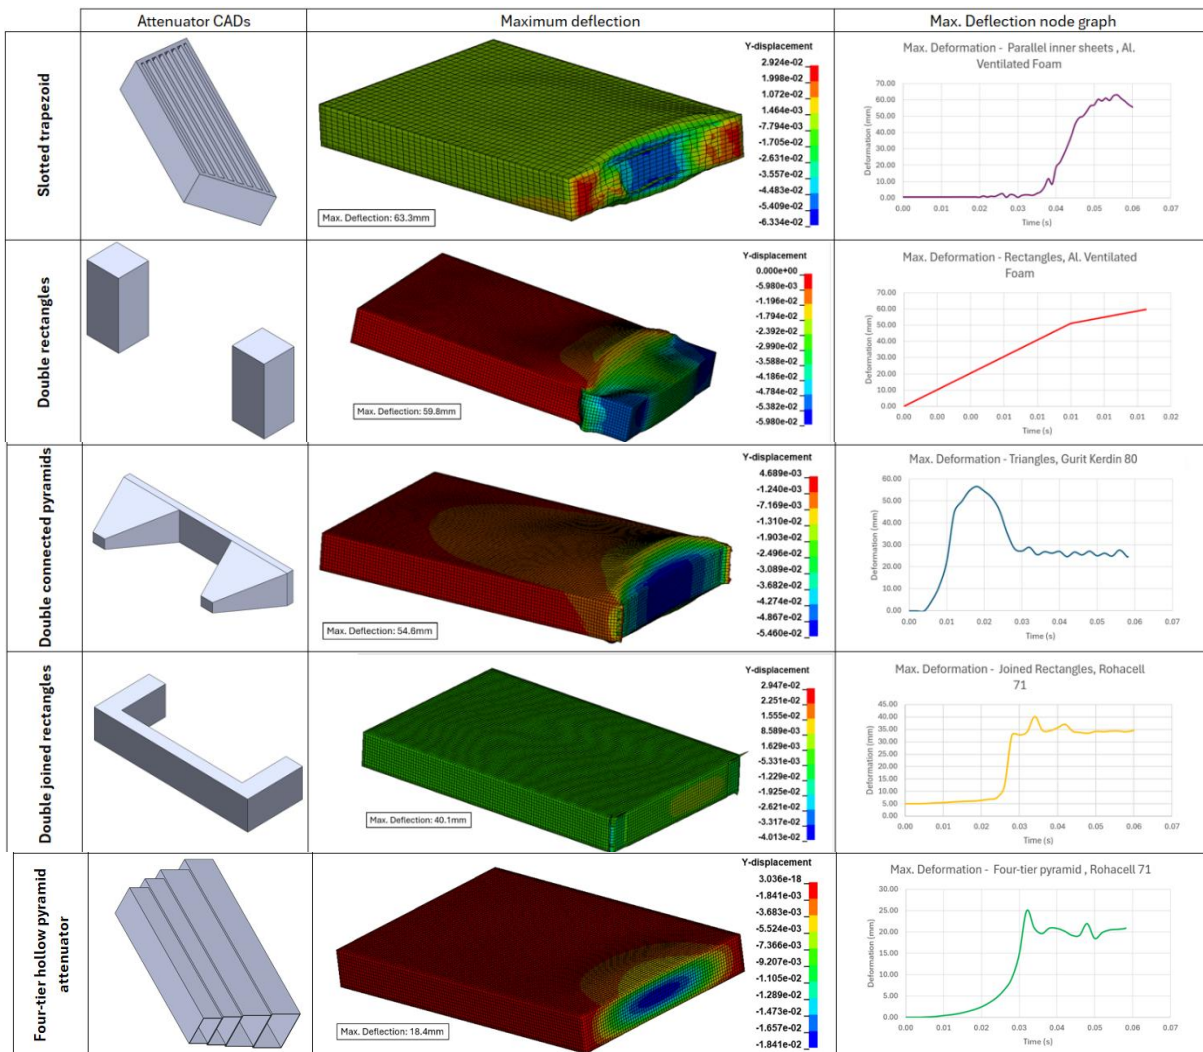 Attenuator CADs
Maximum deflection
Max. Deflection node graph
Slotted trapezoid
Y-displacement
2.924e-02
1.998e-02
1.072e-02
1.464e-03
-7.794e-03
-1.705e-02
-2.631e-02
-3.557e-02
-4.483e-02
-5.409e-02
-6.334e-02
Max. Deflection: 63.3mm
Max. Deformation - Parallel inner sheets , Al.
Ventilated Foam
Deformation (mm)
70.00
60.00
50.00
40.00
30.00
20.00
10.00
0.00
0.00 0.01 0.02 0.02 0.03 0.04 0.05 0.06 0.07
Time (s)
Double rectangles
Y-displacement
0.000e+00
-5.980e-03
-1.196e-02
-1.794e-02
-2.392e-02
-2.990e-02
-3.588e-02
-4.186e-02
-4.784e-02
-5.382e-02
-5.980e-02
Max. Deflection: 59.8mm
Max. Deformation - Rectangles, Al. Ventilated
Foam
Deformation (mm)
70.00
60.00
50.00
40.00
30.00
20.00
10.00
0.00
0.00 0.00 0.00 0.01 0.01 0.01 0.01 0.01 0.02
Time (s)
Double connected pyramids
Y-displacement
4.689e-03
-1.240e-03
-7.169e-03
-1.310e-02
-1.903e-02
-2.496e-02
-3.089e-02
-3.682e-02
-4.274e-02
-4.867e-02
-5.460e-02
Max. Deflection: 54.6mm
Max. Deformation - Triangles, Gurit Kerdin 80
Deformation (mm)
60.00
50.00
40.00
30.00
20.00
10.00
0.00
0.00 0.01 0.02 0.03 0.04 0.05 0.06 0.07
Time (s)
Double joined rectangles
Y-displacement
2.947e-02
2.251e-02
1.555e-02
8.589e-03
1.629e-03
-5.331e-03
-1.229e-02
-1.925e-02
-2.621e-02
-3.317e-02
-4.013e-02
Max. Deflection: 40.1mm
Max. Deformation - Joined Rectangles, Rohacell
71
Deformation (mm)
45.00
40.00
35.00
30.00
25.00
20.00
15.00
10.00
5.00
0.00
0.00 0.01 0.02 0.03 0.04 0.05 0.06 0.07
Time (s)
Four-tier hollow pyramid
attenuator
Y-displacement
3.036e-18
-1.841e-03
-3.683e-03
-5.524e-03
-7.366e-03
-9.207e-03
-1.105e-02
-1.289e-02
-1.473e-02
-1.657e-02
-1.841e-02
Max. Deflection: 18.4mm
Max. Deformation - Four-tier pyramid , Rohacell 71
Deformation (mm)
30.00
25.00
20.00
15.00
10.00
5.00
0.00
0.00 0.01 0.02 0.03 0.04 0.05 0.06 0.07
Time (s)